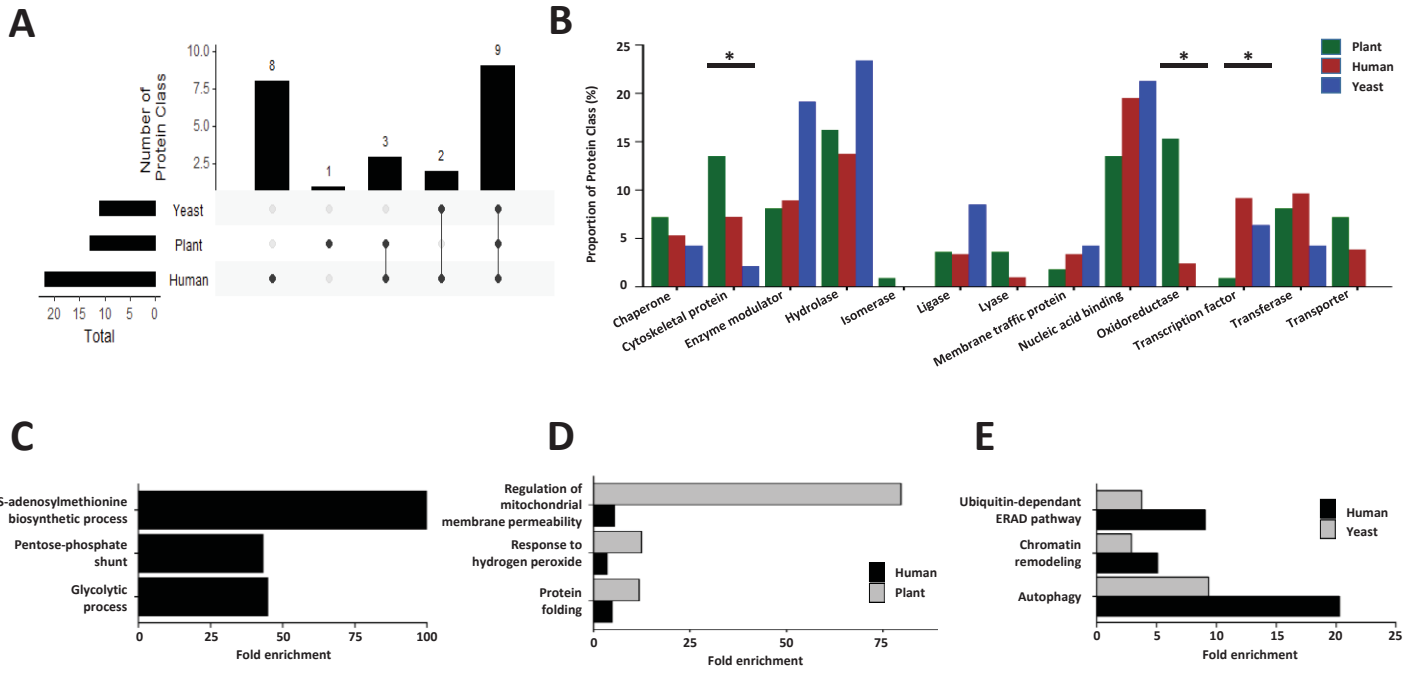 A
Number of
Protein Class
10.0
7.5
5.0
2.5
8
1
3
2
9
Yeast
Plant
Human
20 15 10 5 0
Total
B
Proportion of Protein Class (%)
25
20
15
10
5
0
* * *
Plant
Human
Yeast
Chaperone
Cytoskeletal protein
Enzyme modulator
Hydrolase
Isomerase
Ligase
Lyase
Membrane traffic protein
Nucleic acid binding
Oxidoreductase
Transcription factor
Transferase
Transporter
C
S-adenosylmethionine
biosynthetic process
Pentose-phosphate
shunt
Glycolytic
process
0 25 50 75 100
Fold enrichment
D
Regulation of
mitochondrial
membrane permeability
Response to
hydrogen peroxide
Protein
folding
Human
Plant
0 25 50 75
Fold enrichment
E
Ubiquitin-dependant
ERAD pathway
Chromatin
remodeling
Autophagy
Human
Yeast
0 5 10 15 20 25
Fold enrichment